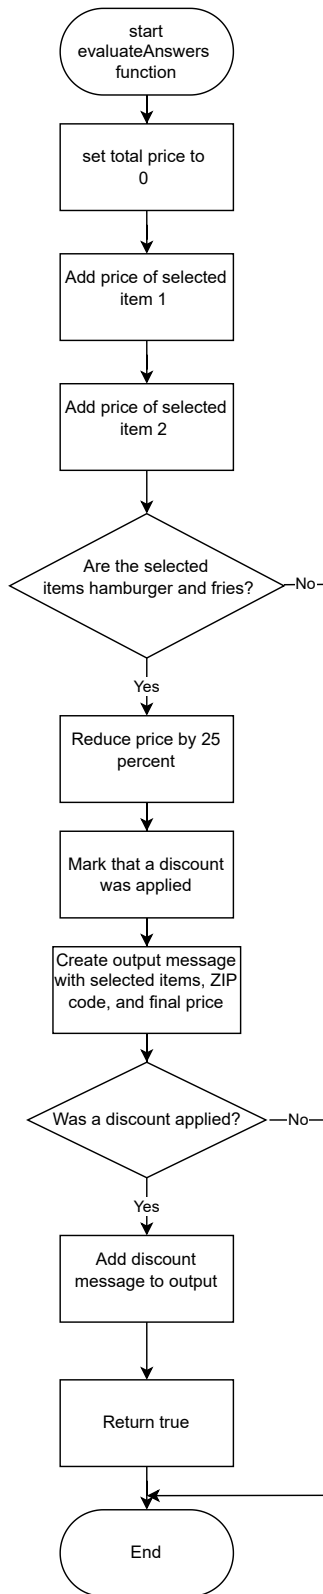 start
evaluateAnswers
function
set total price to
0
Add price of selected
item 1
Add price of selected
item 2
Are the selected
items hamburger and fries?
No
Yes
Reduce price by 25
percent
Mark that a discount
was applied
Create output message
with selected items, ZIP
code, and final price
Was a discount applied?
No
Yes
Add discount
message to output
Return true
End